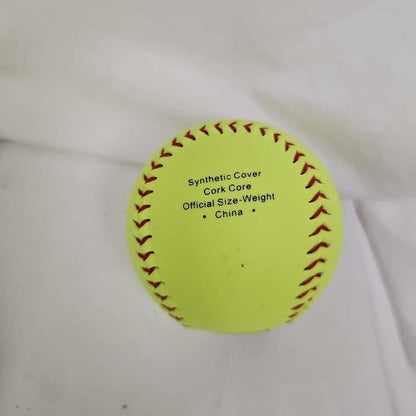 Synthetic Cover
Cork Core
Official Size-Weight
• China •